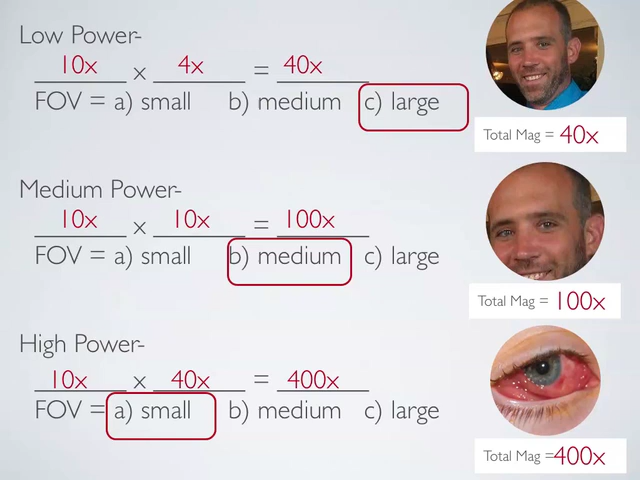 Low Power-
10x x 4x = 40x
FOV = a) small b) medium c) large
Total Mag = 40x
Medium Power-
10x x 10x = 100x
FOV = a) small b) medium c) large
Total Mag = 100x
High Power-
10x x 40x = 400x
FOV = a) small b) medium c) large
Total Mag =400x